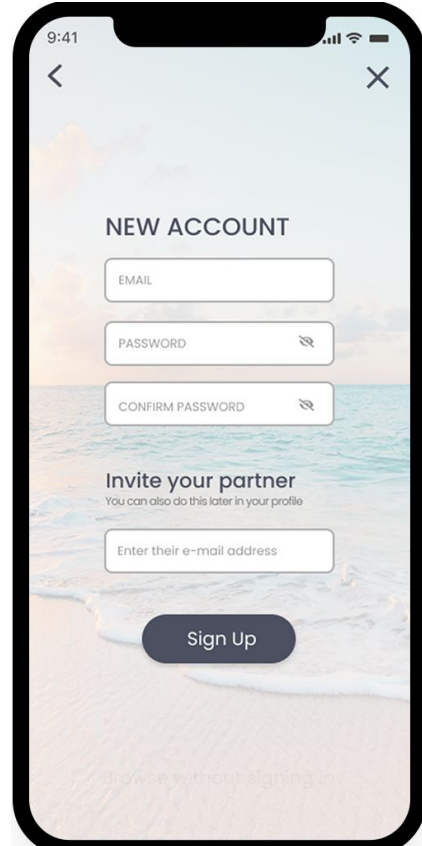 9:41
NEW ACCOUNT
EMAIL
PASSWORD
CONFIRM PASSWORD
Invite your partner
You can also do this later in your profile
Enter their e-mail address
Sign Up
Browse without signing in